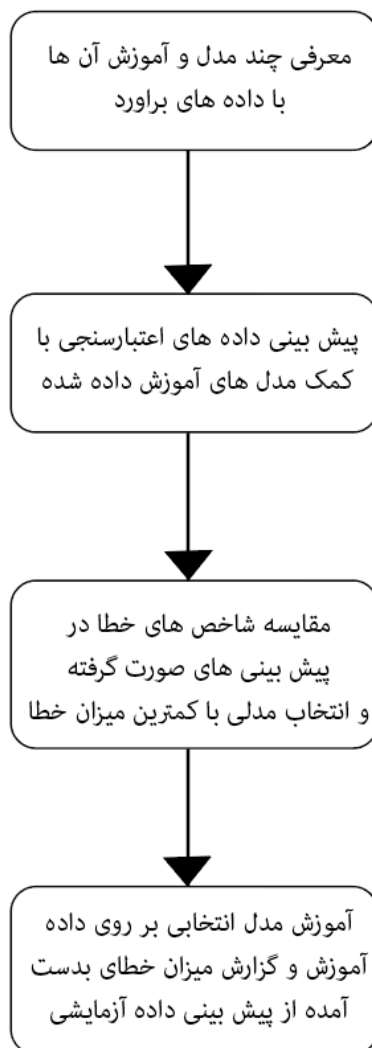 معرفی چند مدل و آموزش آن ها
با داده های براورد
پیش بینی داده های اعتبارسنجی با
کمک مدل های آموزش داده شده
مقایسه شاخص های خطا در
پیش بینی های صورت گرفته
و انتخاب مدلی با کمترین میزان خطا
آموزش مدل انتخابی بر روی داده
آموزش و گزارش میزان خطای بدست
آمده از پیش بینی داده آزمایشی